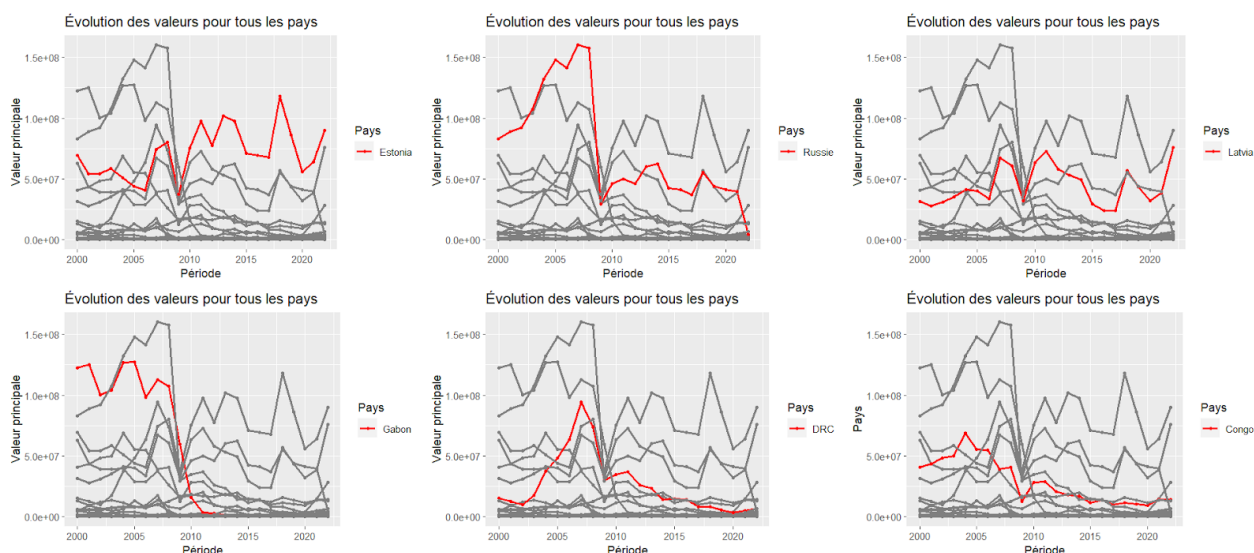 Évolution des valeurs pour tous les pays
Valeur principale
1.5e+08
1.0e+08
5.0e+07
0.0e+00
2000 2005 2010 2015 2020
Période
Pays
Estonia
Évolution des valeurs pour tous les pays
Valeur principale
1.5e+08
1.0e+08
5.0e+07
0.0e+00
2000 2005 2010 2015 2020
Période
Pays
Russie
Évolution des valeurs pour tous les pays
Valeur principale
1.5e+08
1.0e+08
5.0e+07
0.0e+00
2000 2005 2010 2015 2020
Période
Pays
Latvia
Évolution des valeurs pour tous les pays
Valeur principale
1.5e+08
1.0e+08
5.0e+07
0.0e+00
2000 2005 2010 2015 2020
Période
Pays
Gabon
Évolution des valeurs pour tous les pays
Valeur principale
1.5e+08
1.0e+08
5.0e+07
0.0e+00
2000 2005 2010 2015 2020
Période
Pays
DRC
Évolution des valeurs pour tous les pays
Pays
Valeur principale
1.5e+08
1.0e+08
5.0e+07
0.0e+00
2000 2005 2010 2015 2020
Période
Pays
Congo